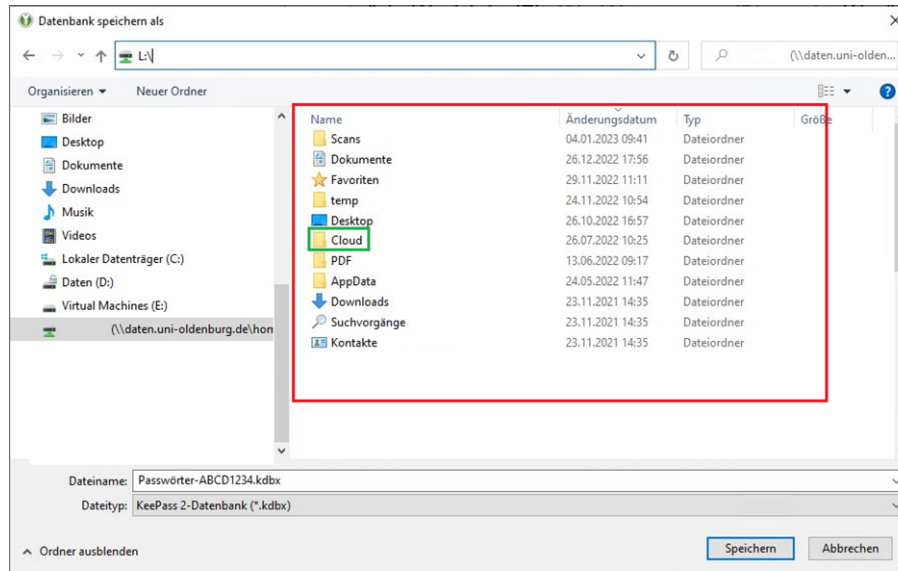 Datenbank speichern als
L:\
(\\daten.uni-olden...
Organisieren
Neuer Ordner
Bilder
Desktop
Dokumente
Downloads
Musik
Videos
Lokaler Datenträger (C:)
Daten (D:)
Virtual Machines (E:)
(\\daten.uni-oldenburg.de\hom
Name Änderungsdatum Typ Größe
Scans 04.01.2023 09:41 Dateiordner
Dokumente 26.12.2022 17:56 Dateiordner
Favoriten 29.11.2022 11:11 Dateiordner
temp 24.11.2022 10:54 Dateiordner
Desktop 26.10.2022 16:57 Dateiordner
Cloud 26.07.2022 10:25 Dateiordner
PDF 13.06.2022 09:17 Dateiordner
AppData 24.05.2022 11:47 Dateiordner
Downloads 23.11.2021 14:35 Dateiordner
Suchvorgänge 23.11.2021 14:35 Dateiordner
Kontakte 23.11.2021 14:35 Dateiordner
Dateiname: Passwörter-ABCD1234.kdbx
Dateityp: KeePass 2-Datenbank (*.kdbx)
Ordner ausblenden
Speichern
Abbrechen